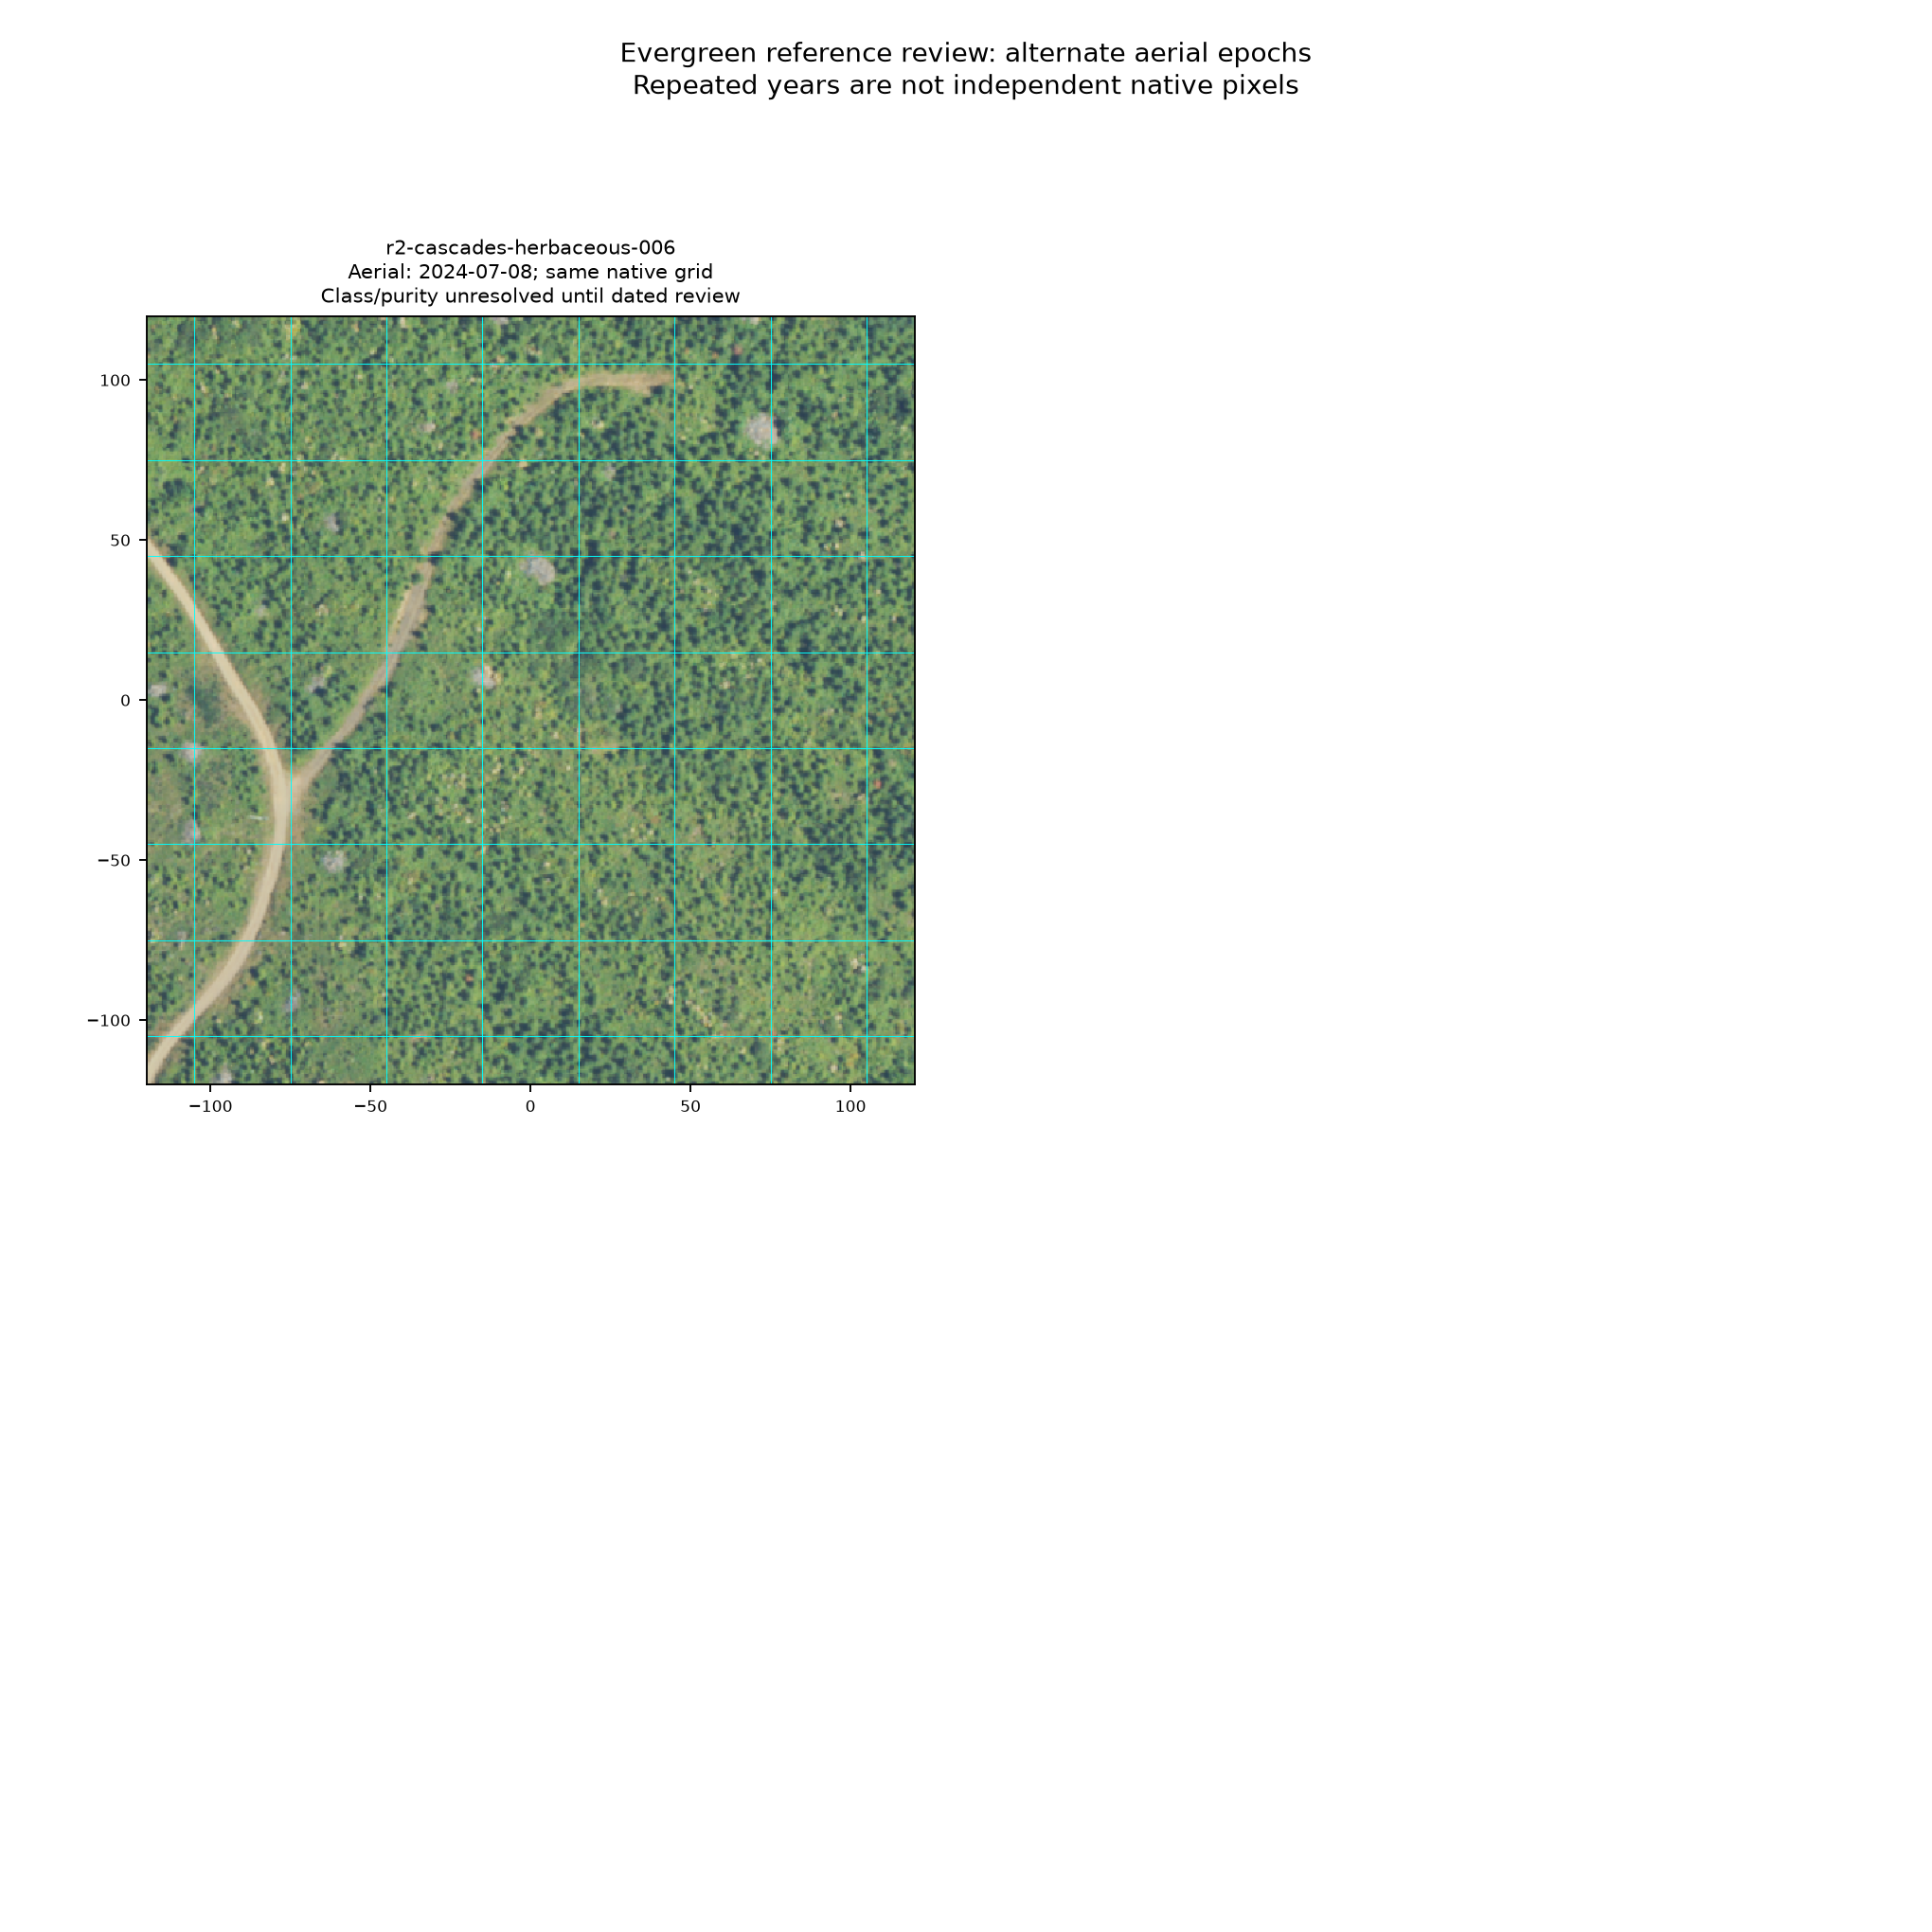 Evergreen reference review: alternate aerial epochs
Repeated years are not independent native pixels
r2-cascades-herbaceous-006
Aerial: 2024-07-08; same native grid
Class/purity unresolved until dated review
100
50
0
−50
−100
−100
−50
0
50
100